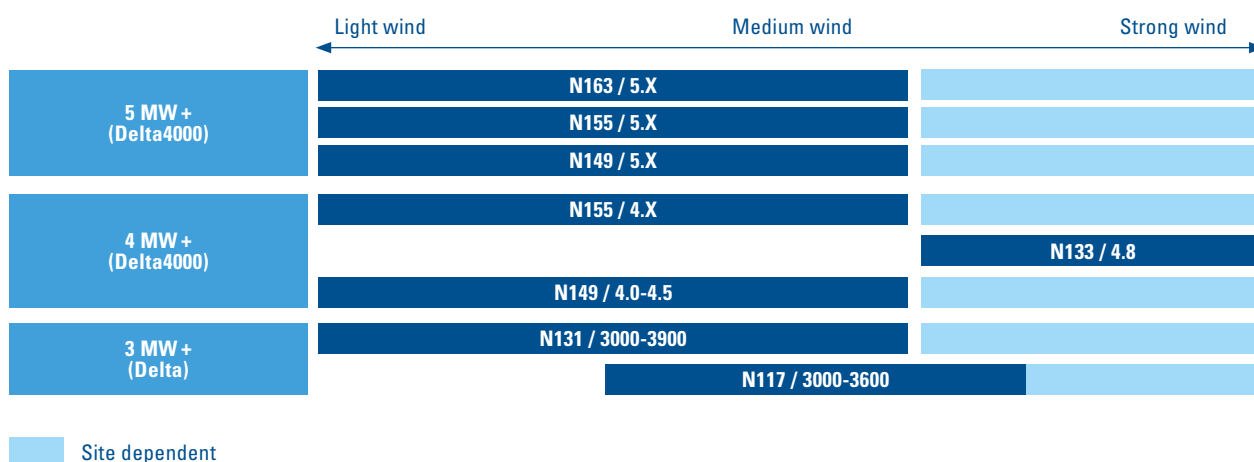 Light wind Medium wind Strong wind
5 MW +
(Delta4000)
N163 / 5.X
N155 / 5.X
N149 / 5.X
4 MW +
(Delta4000)
N155 / 4.X
N133 / 4.8
N149 / 4.0-4.5
3 MW +
(Delta)
N131 / 3000-3900
N117 / 3000-3600
Site dependent